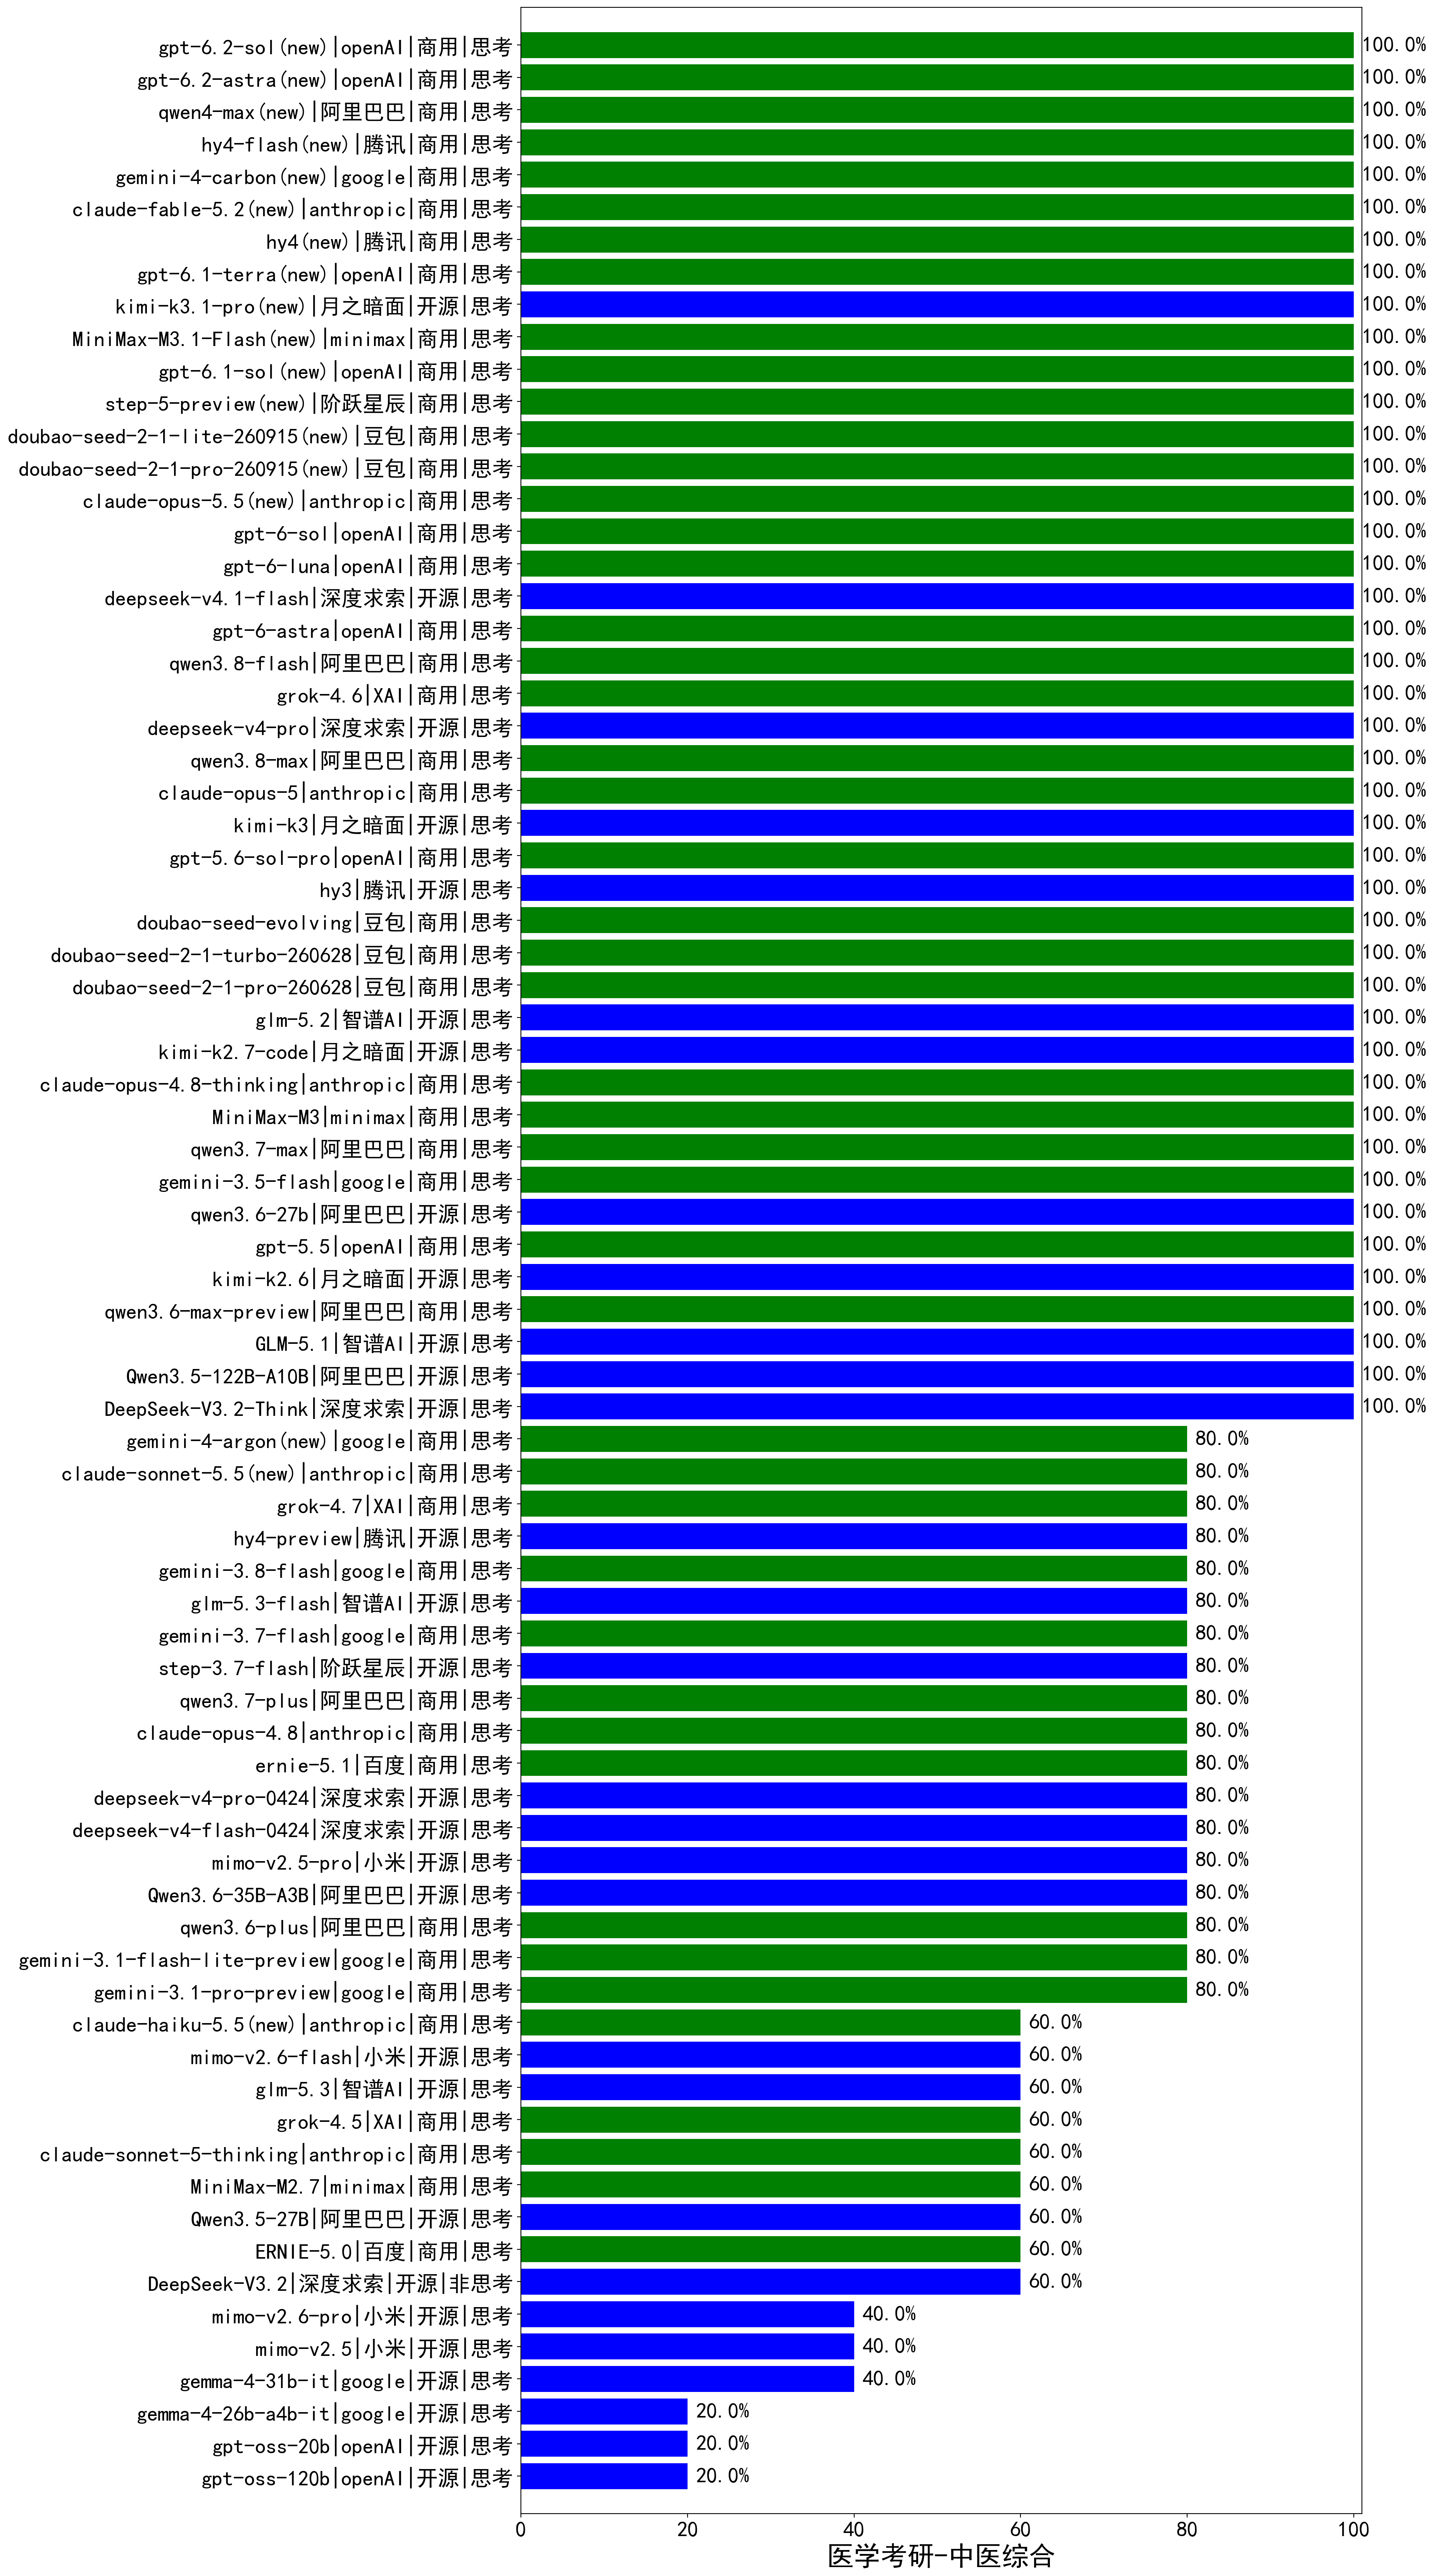 gpt-6.2-sol(new)|openAI|商用|思考 100.0%
gpt-6.2-astra(new)|openAI|商用|思考 100.0%
qwen4-max(new)|阿里巴巴|商用|思考 100.0%
hy4-flash(new)|腾讯|商用|思考 100.0%
gemini-4-carbon(new)|google|商用|思考 100.0%
claude-fable-5.2(new)|anthropic|商用|思考 100.0%
hy4(new)|腾讯|商用|思考 100.0%
gpt-6.1-terra(new)|openAI|商用|思考 100.0%
kimi-k3.1-pro(new)|月之暗面|开源|思考 100.0%
MiniMax-M3.1-Flash(new)|minimax|商用|思考 100.0%
gpt-6.1-sol(new)|openAI|商用|思考 100.0%
step-5-preview(new)|阶跃星辰|商用|思考 100.0%
doubao-seed-2-1-lite-260915(new)|豆包|商用|思考 100.0%
doubao-seed-2-1-pro-260915(new)|豆包|商用|思考 100.0%
claude-opus-5.5(new)|anthropic|商用|思考 100.0%
gpt-6-sol|openAI|商用|思考 100.0%
gpt-6-luna|openAI|商用|思考 100.0%
deepseek-v4.1-flash|深度求索|开源|思考 100.0%
gpt-6-astra|openAI|商用|思考 100.0%
qwen3.8-flash|阿里巴巴|商用|思考 100.0%
grok-4.6|XAI|商用|思考 100.0%
deepseek-v4-pro|深度求索|开源|思考 100.0%
qwen3.8-max|阿里巴巴|商用|思考 100.0%
claude-opus-5|anthropic|商用|思考 100.0%
kimi-k3|月之暗面|开源|思考 100.0%
gpt-5.6-sol-pro|openAI|商用|思考 100.0%
hy3|腾讯|开源|思考 100.0%
doubao-seed-evolving|豆包|商用|思考 100.0%
doubao-seed-2-1-turbo-260628|豆包|商用|思考 100.0%
doubao-seed-2-1-pro-260628|豆包|商用|思考 100.0%
glm-5.2|智谱AI|开源|思考 100.0%
kimi-k2.7-code|月之暗面|开源|思考 100.0%
claude-opus-4.8-thinking|anthropic|商用|思考 100.0%
MiniMax-M3|minimax|商用|思考 100.0%
qwen3.7-max|阿里巴巴|商用|思考 100.0%
gemini-3.5-flash|google|商用|思考 100.0%
qwen3.6-27b|阿里巴巴|开源|思考 100.0%
gpt-5.5|openAI|商用|思考 100.0%
kimi-k2.6|月之暗面|开源|思考 100.0%
qwen3.6-max-preview|阿里巴巴|商用|思考 100.0%
GLM-5.1|智谱AI|开源|思考 100.0%
Qwen3.5-122B-A10B|阿里巴巴|开源|思考 100.0%
DeepSeek-V3.2-Think|深度求索|开源|思考 100.0%
gemini-4-argon(new)|google|商用|思考 80.0%
claude-sonnet-5.5(new)|anthropic|商用|思考 80.0%
grok-4.7|XAI|商用|思考 80.0%
hy4-preview|腾讯|开源|思考 80.0%
gemini-3.8-flash|google|商用|思考 80.0%
glm-5.3-flash|智谱AI|开源|思考 80.0%
gemini-3.7-flash|google|商用|思考 80.0%
step-3.7-flash|阶跃星辰|开源|思考 80.0%
qwen3.7-plus|阿里巴巴|商用|思考 80.0%
claude-opus-4.8|anthropic|商用|思考 80.0%
ernie-5.1|百度|商用|思考 80.0%
deepseek-v4-pro-0424|深度求索|开源|思考 80.0%
deepseek-v4-flash-0424|深度求索|开源|思考 80.0%
mimo-v2.5-pro|小米|开源|思考 80.0%
Qwen3.6-35B-A3B|阿里巴巴|开源|思考 80.0%
qwen3.6-plus|阿里巴巴|商用|思考 80.0%
gemini-3.1-flash-lite-preview|google|商用|思考 80.0%
gemini-3.1-pro-preview|google|商用|思考 80.0%
claude-haiku-5.5(new)|anthropic|商用|思考 60.0%
mimo-v2.6-flash|小米|开源|思考 60.0%
glm-5.3|智谱AI|开源|思考 60.0%
grok-4.5|XAI|商用|思考 60.0%
claude-sonnet-5-thinking|anthropic|商用|思考 60.0%
MiniMax-M2.7|minimax|商用|思考 60.0%
Qwen3.5-27B|阿里巴巴|开源|思考 60.0%
ERNIE-5.0|百度|商用|思考 60.0%
DeepSeek-V3.2|深度求索|开源|非思考 60.0%
mimo-v2.6-pro|小米|开源|思考 40.0%
mimo-v2.5|小米|开源|思考 40.0%
gemma-4-31b-it|google|开源|思考 40.0%
gemma-4-26b-a4b-it|google|开源|思考 20.0%
gpt-oss-20b|openAI|开源|思考 20.0%
gpt-oss-120b|openAI|开源|思考 20.0%
0 20 40 60 80 100
医学考研-中医综合